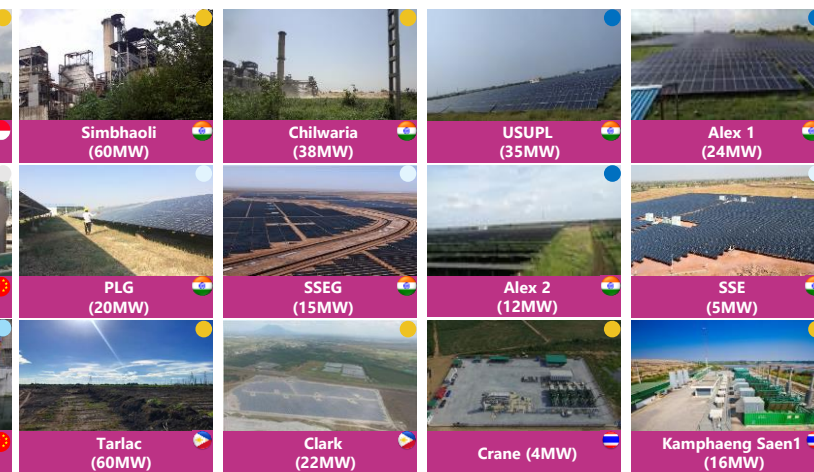 Simbhaoli
(60MW)
Chilwaria
(38MW)
USUPL
(35MW)
Alex 1
(24MW)
PLG
(20MW)
SSEG
(15MW)
Alex 2
(12MW)
SSE
(5MW)
Tarlac
(60MW)
Clark
(22MW)
Crane (4MW)
Kamphaeng Saen1
(16MW)